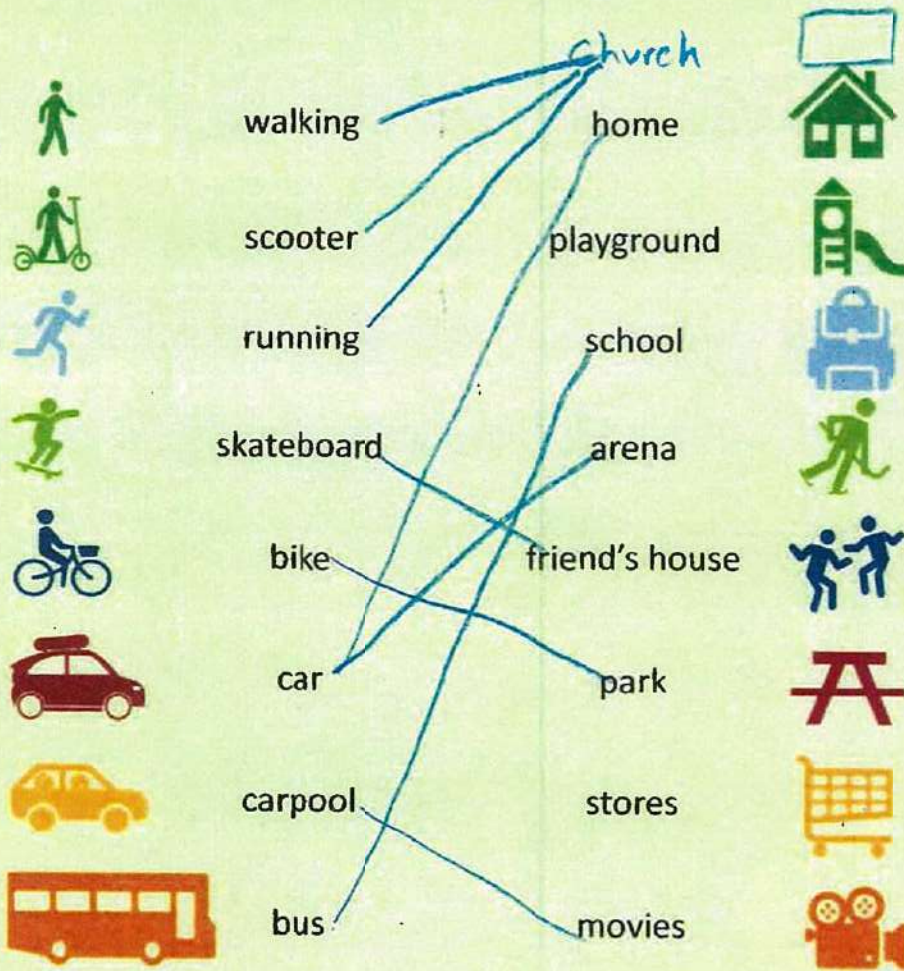 Church
walking home
scooter playground
running school
skateboard arena
bike friend's house
car park
carpool stores
bus movies